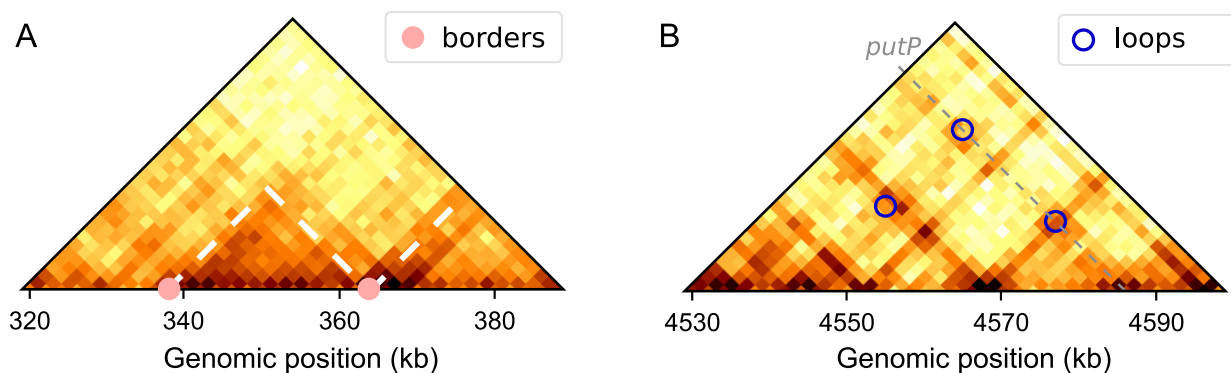 A
borders
320
340
360
380
Genomic position (kb)
B
putP
loops
4530
4550
4570
4590
Genomic position (kb)